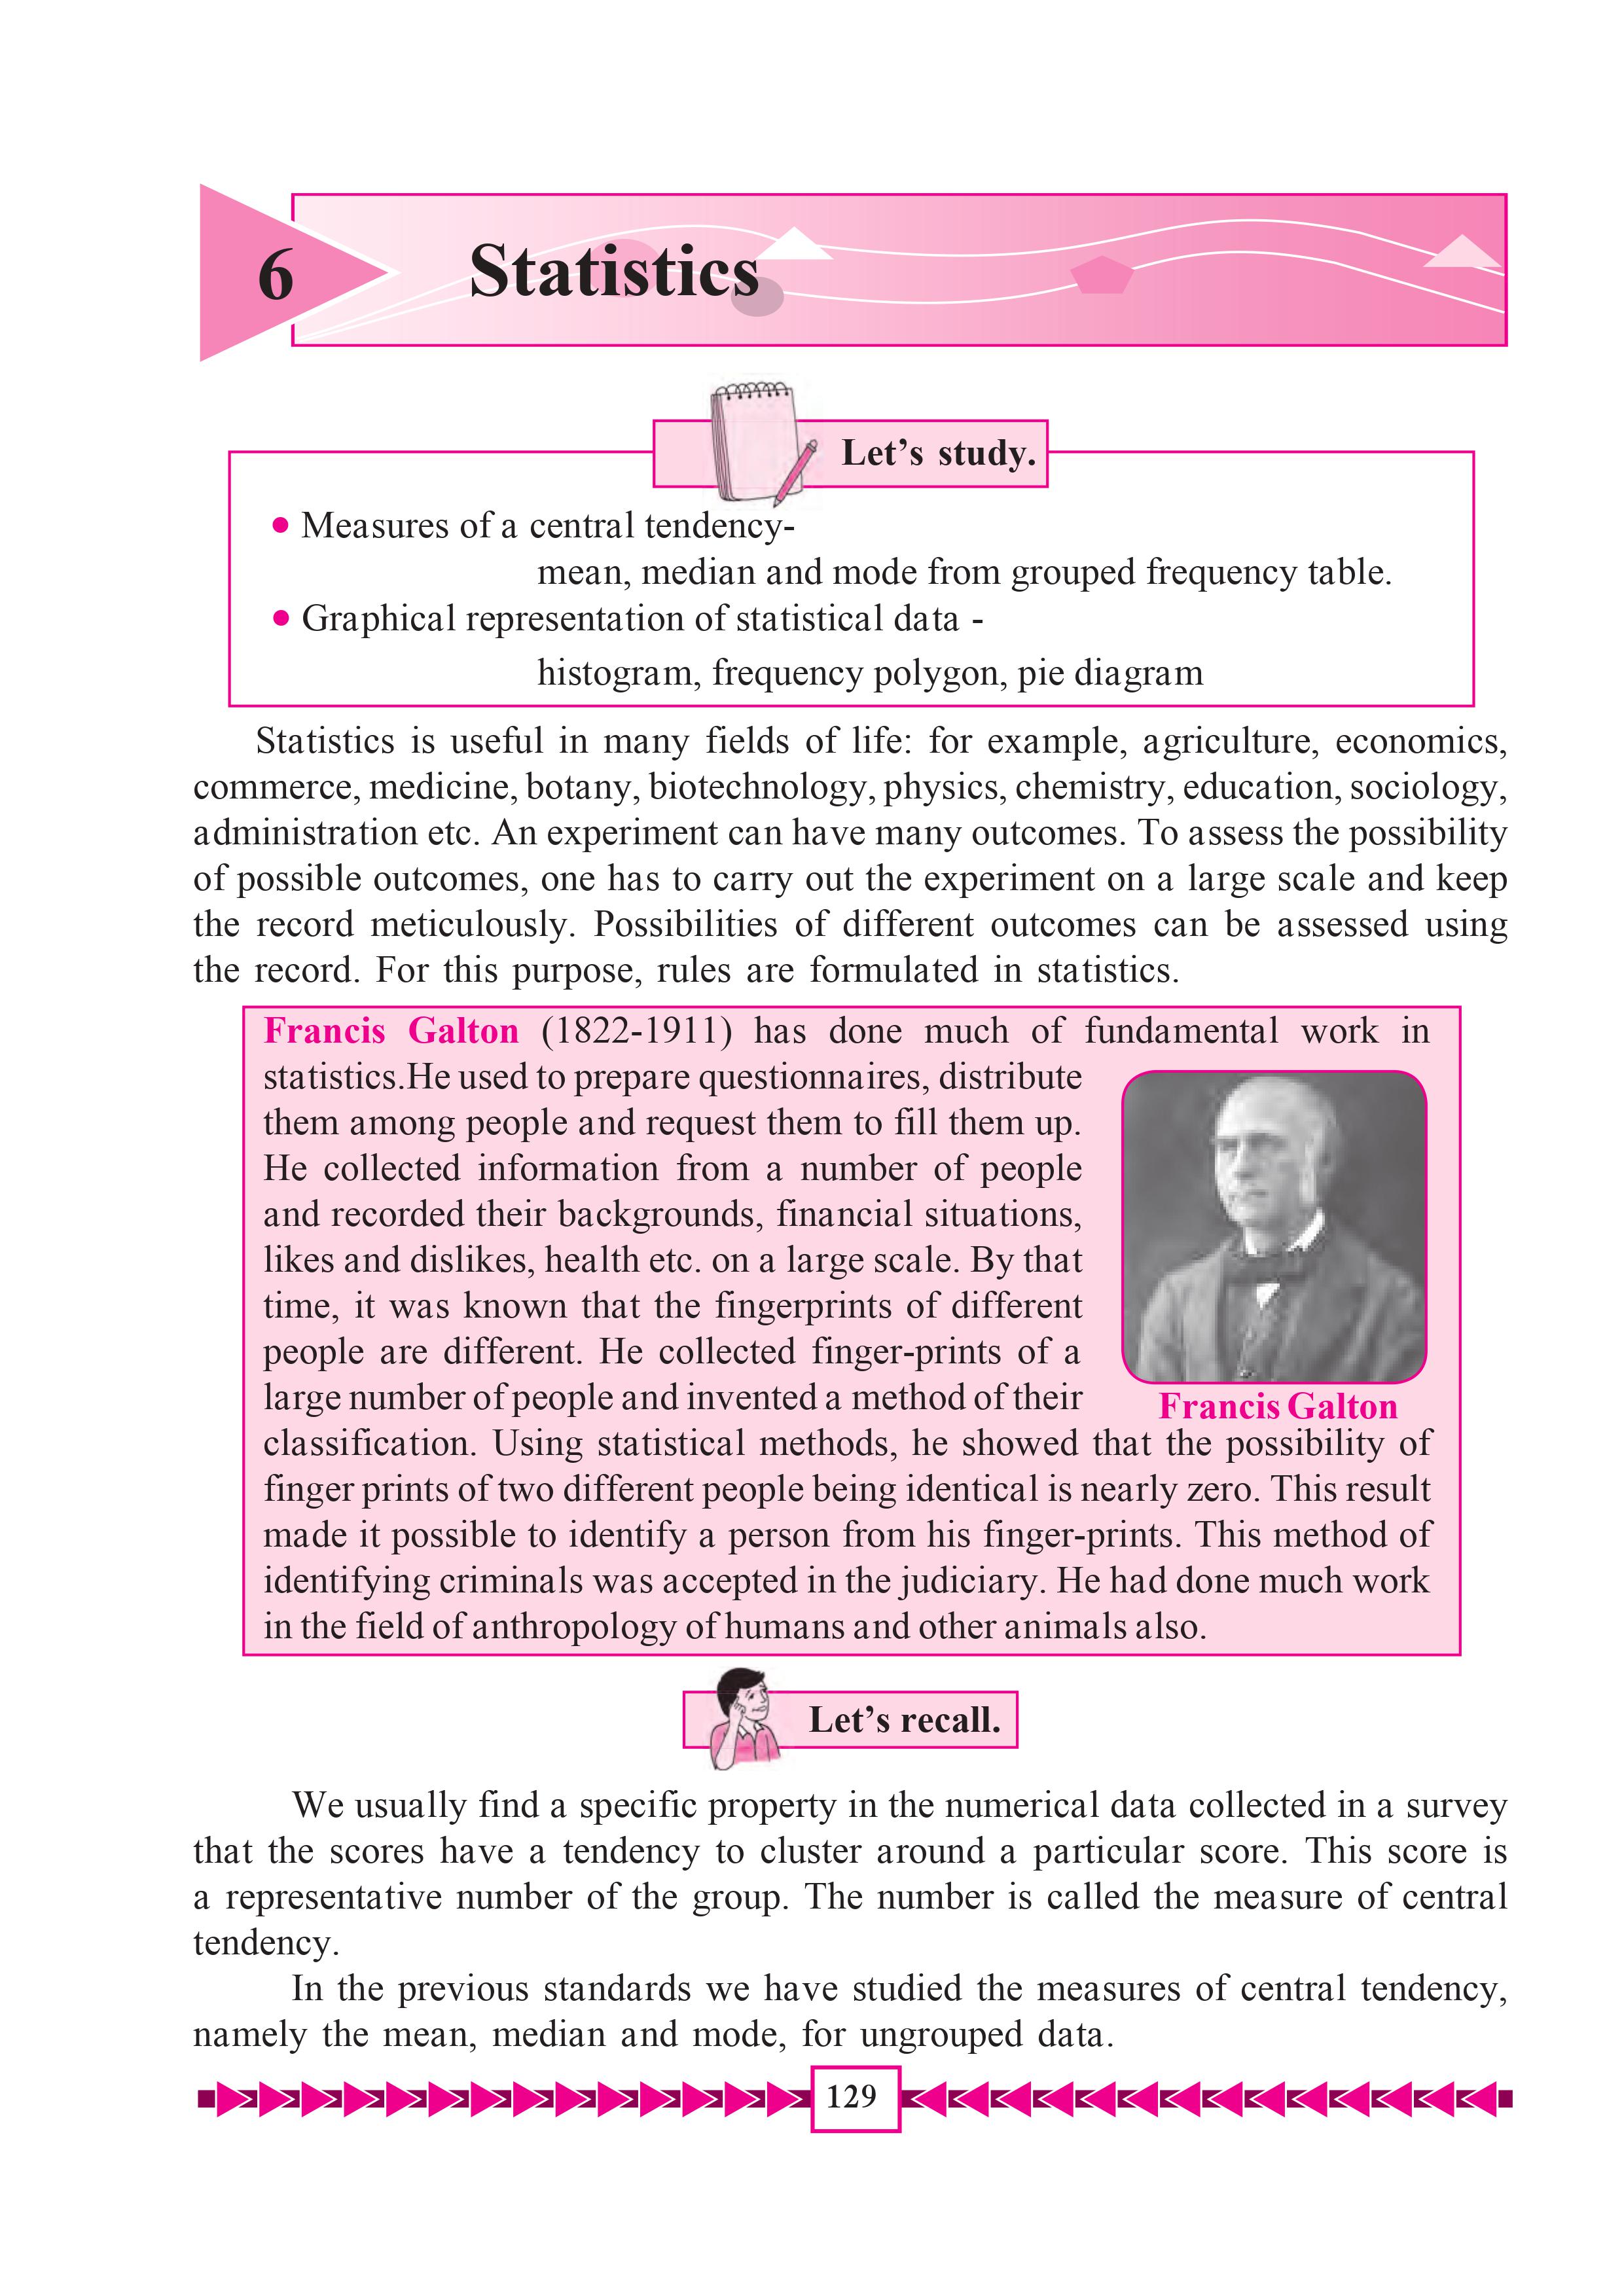 6
Statistics
Let’s study.
• Measures of a central tendency-
mean, median and mode from grouped frequency table.
• Graphical representation of statistical data -
histogram, frequency polygon, pie diagram
Statistics is useful in many fields of life: for example, agriculture, economics,
commerce, medicine, botany, biotechnology, physics, chemistry, education, sociology,
administration etc. An experiment can have many outcomes. To assess the possibility
of possible outcomes, one has to carry out the experiment on a large scale and keep
the record meticulously. Possibilities of different outcomes can be assessed using
the record. For this purpose, rules are formulated in statistics.
Francis Galton (1822-1911) has done much of fundamental work in
statistics.He used to prepare questionnaires, distribute
them among people and request them to fill them up.
He collected information from a number of people
and recorded their backgrounds, financial situations,
likes and dislikes, health etc. on a large scale. By that
time, it was known that the fingerprints of different
people are different. He collected finger-prints of a
large number of people and invented a method of their
Francis Galton
classification. Using statistical methods, he showed that the possibility of
finger prints of two different people being identical is nearly zero. This result
made it possible to identify a person from his finger-prints. This method of
identifying criminals was accepted in the judiciary. He had done much work
in the field of anthropology of humans and other animals also.
Let’s recall.
We usually find a specific property in the numerical data collected in a survey
that the scores have a tendency to cluster around a particular score. This score is
a representative number of the group. The number is called the measure of central
tendency.
In the previous standards we have studied the measures of central tendency,
namely the mean, median and mode, for ungrouped data.
129